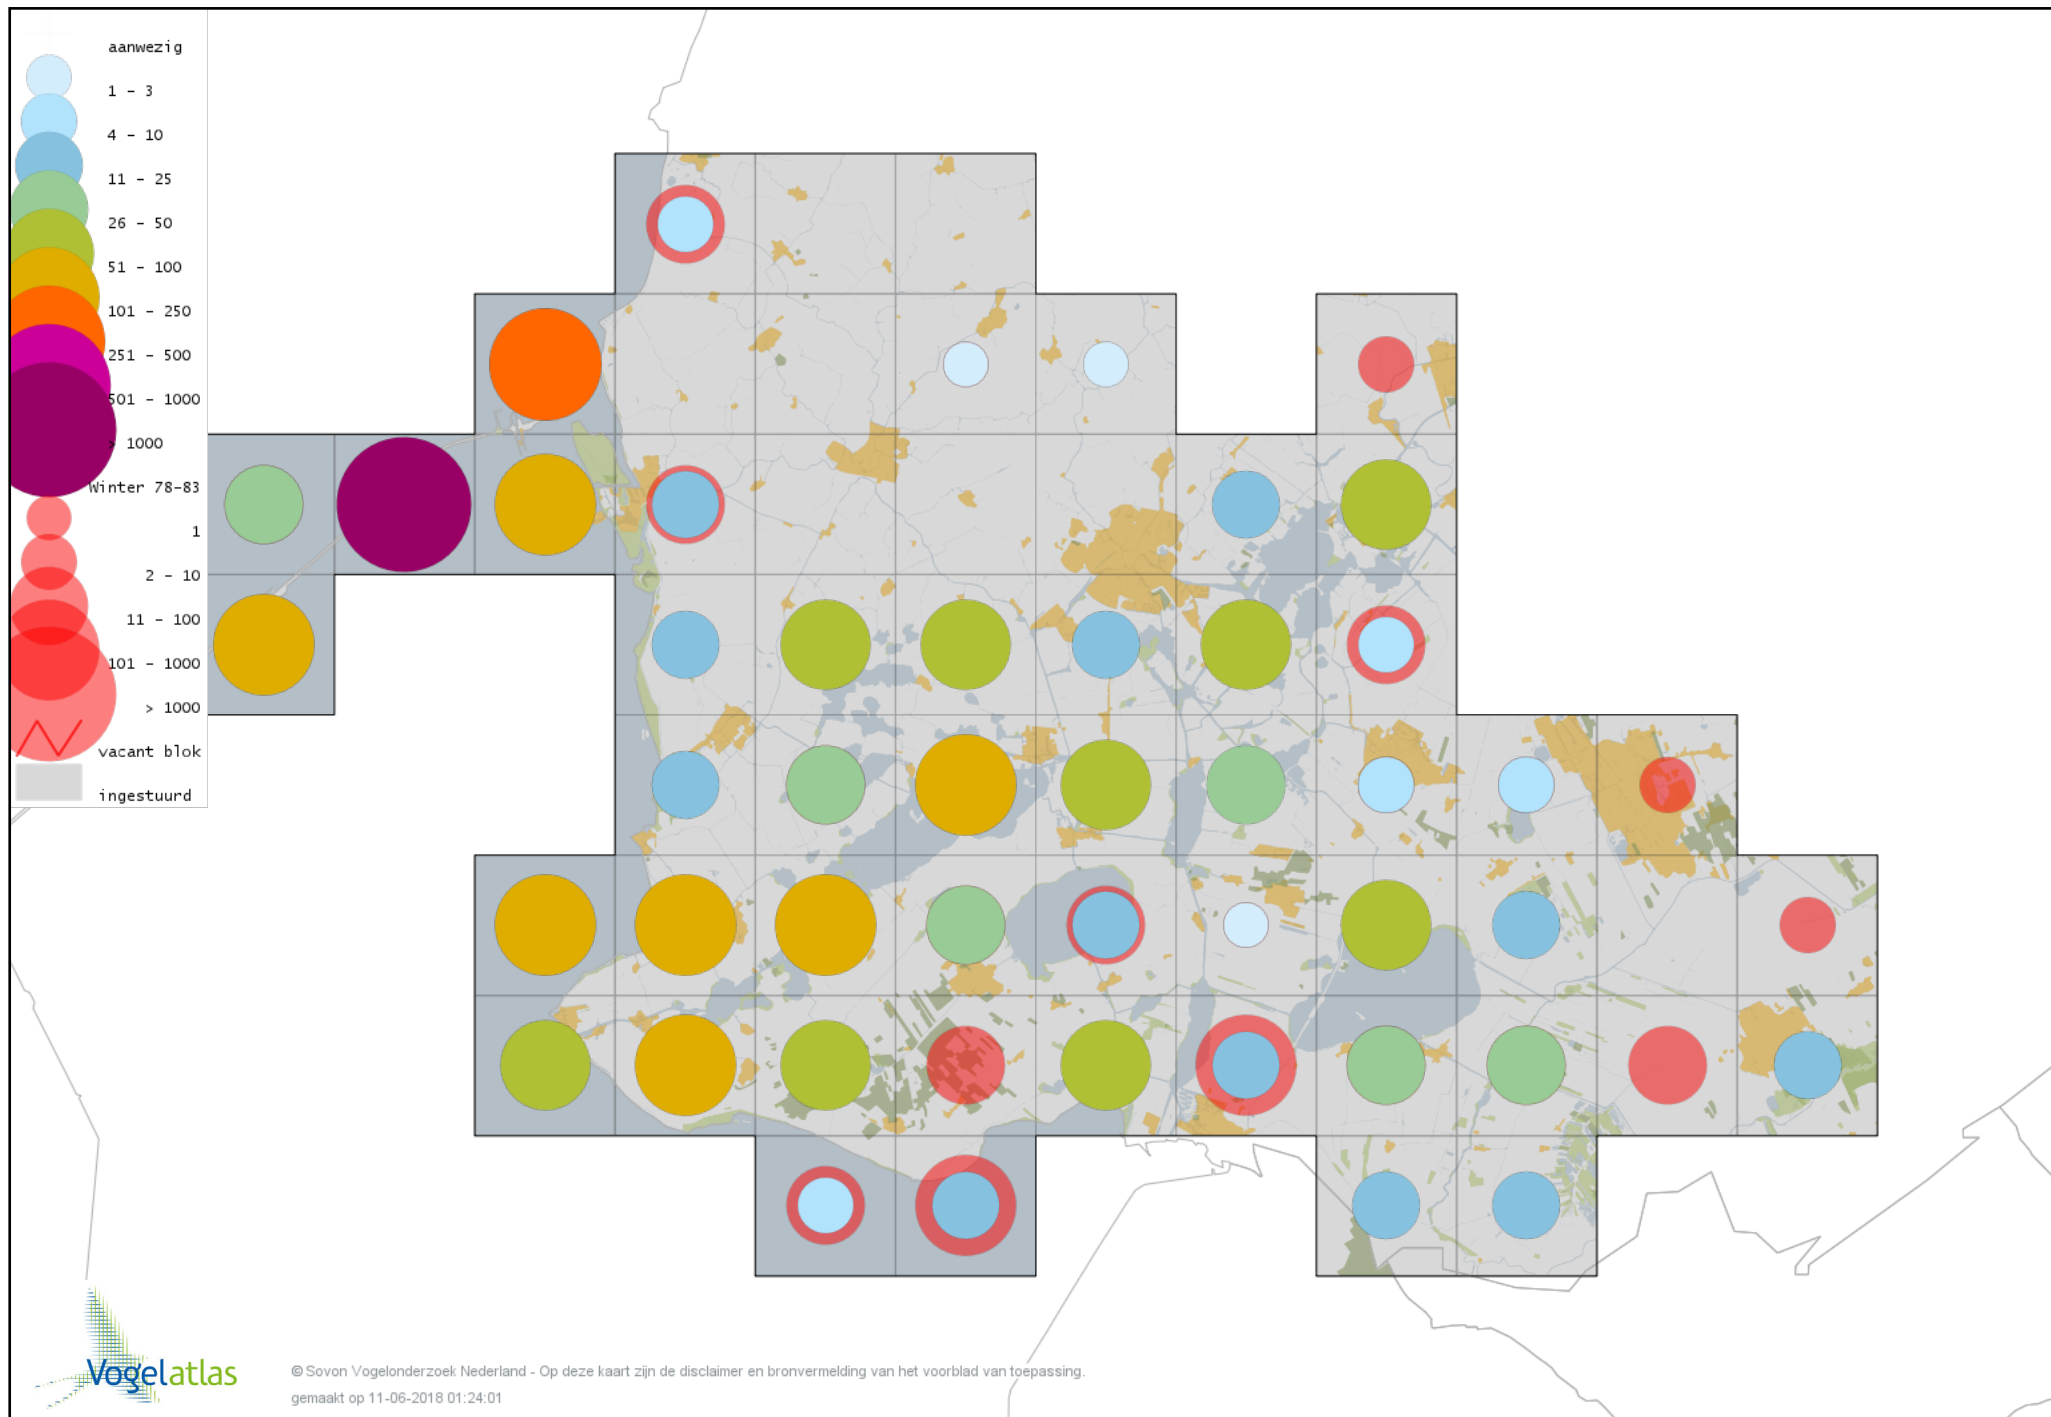 aanwezig
1 - 3
4 - 10
11 - 25
26 - 50
51 - 100
101 - 250
251 - 500
501 - 1000
> 1000
Winter 78-83
1
2 - 10
11 - 100
101 - 1000
> 1000
vacant blok
ingestuurd
Vogelatlas
© Sovon Vogelonderzoek Nederland - Op deze kaart zijn de disclaimer en bronvermelding van het voorblad van toepassing.
gemaakt op 11-06-2018 01:24:01